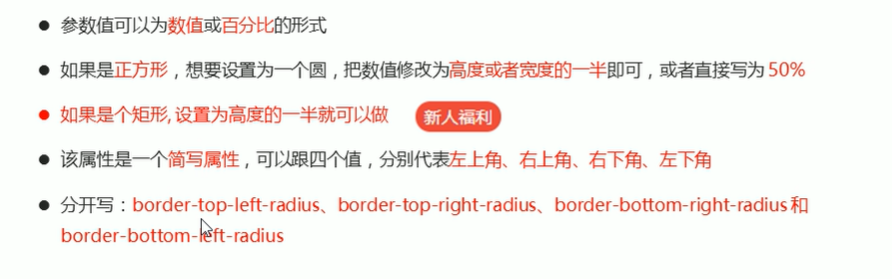 参数值可以为数值或百分比的形式
如果是正方形，想要设置为一个圆，把数值修改为高度或者宽度的一半即可，或者直接写为 50%
如果是个矩形, 设置为高度的一半就可以做 新人福利
该属性是一个简写属性，可以跟四个值，分别代表左上角、右上角、右下角、左下角
分开写：border-top-left-radius、border-top-right-radius、border-bottom-right-radius 和
border-bottom-left-radius